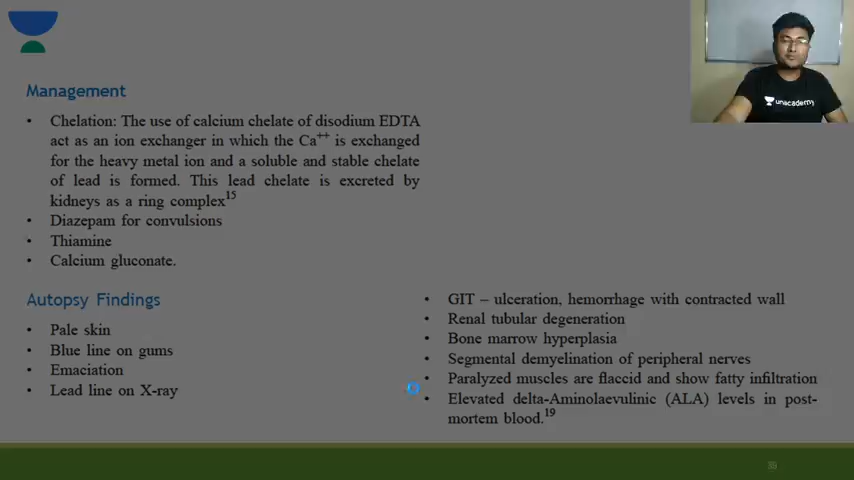 unacademy
Management
• Chelation: The use of calcium chelate of disodium EDTA
act as an ion exchanger in which the Ca++ is exchanged
for the heavy metal ion and a soluble and stable chelate
of lead is formed. This lead chelate is excreted by
kidneys as a ring complex15
• Diazepam for convulsions
• Thiamine
• Calcium gluconate.
Autopsy Findings
• Pale skin
• Blue line on gums
• Emaciation
• Lead line on X-ray
• GIT – ulceration, hemorrhage with contracted wall
• Renal tubular degeneration
• Bone marrow hyperplasia
• Segmental demyelination of peripheral nerves
• Paralyzed muscles are flaccid and show fatty infiltration
• Elevated delta-Aminolaevulinic (ALA) levels in post-
mortem blood.19